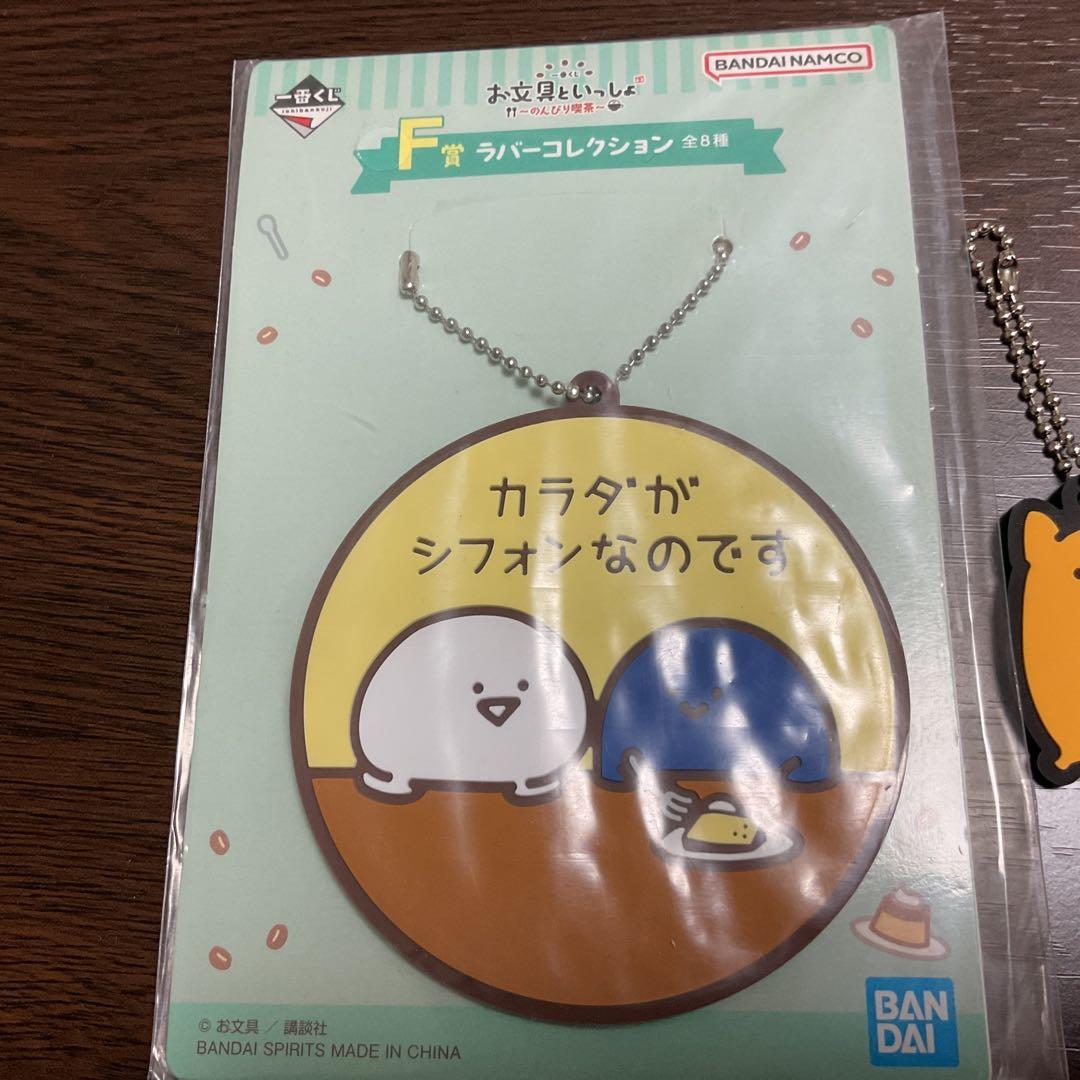 一番くじ
ichibankuji
一番くじ
お文具といっしょ
～のんびり喫茶～
BANDAI NAMCO
F賞 ラバーコレクション 全8種
カラダが
シフォンなのです
© お文具 / 講談社
BANDAI SPIRITS MADE IN CHINA
BAN
DAI